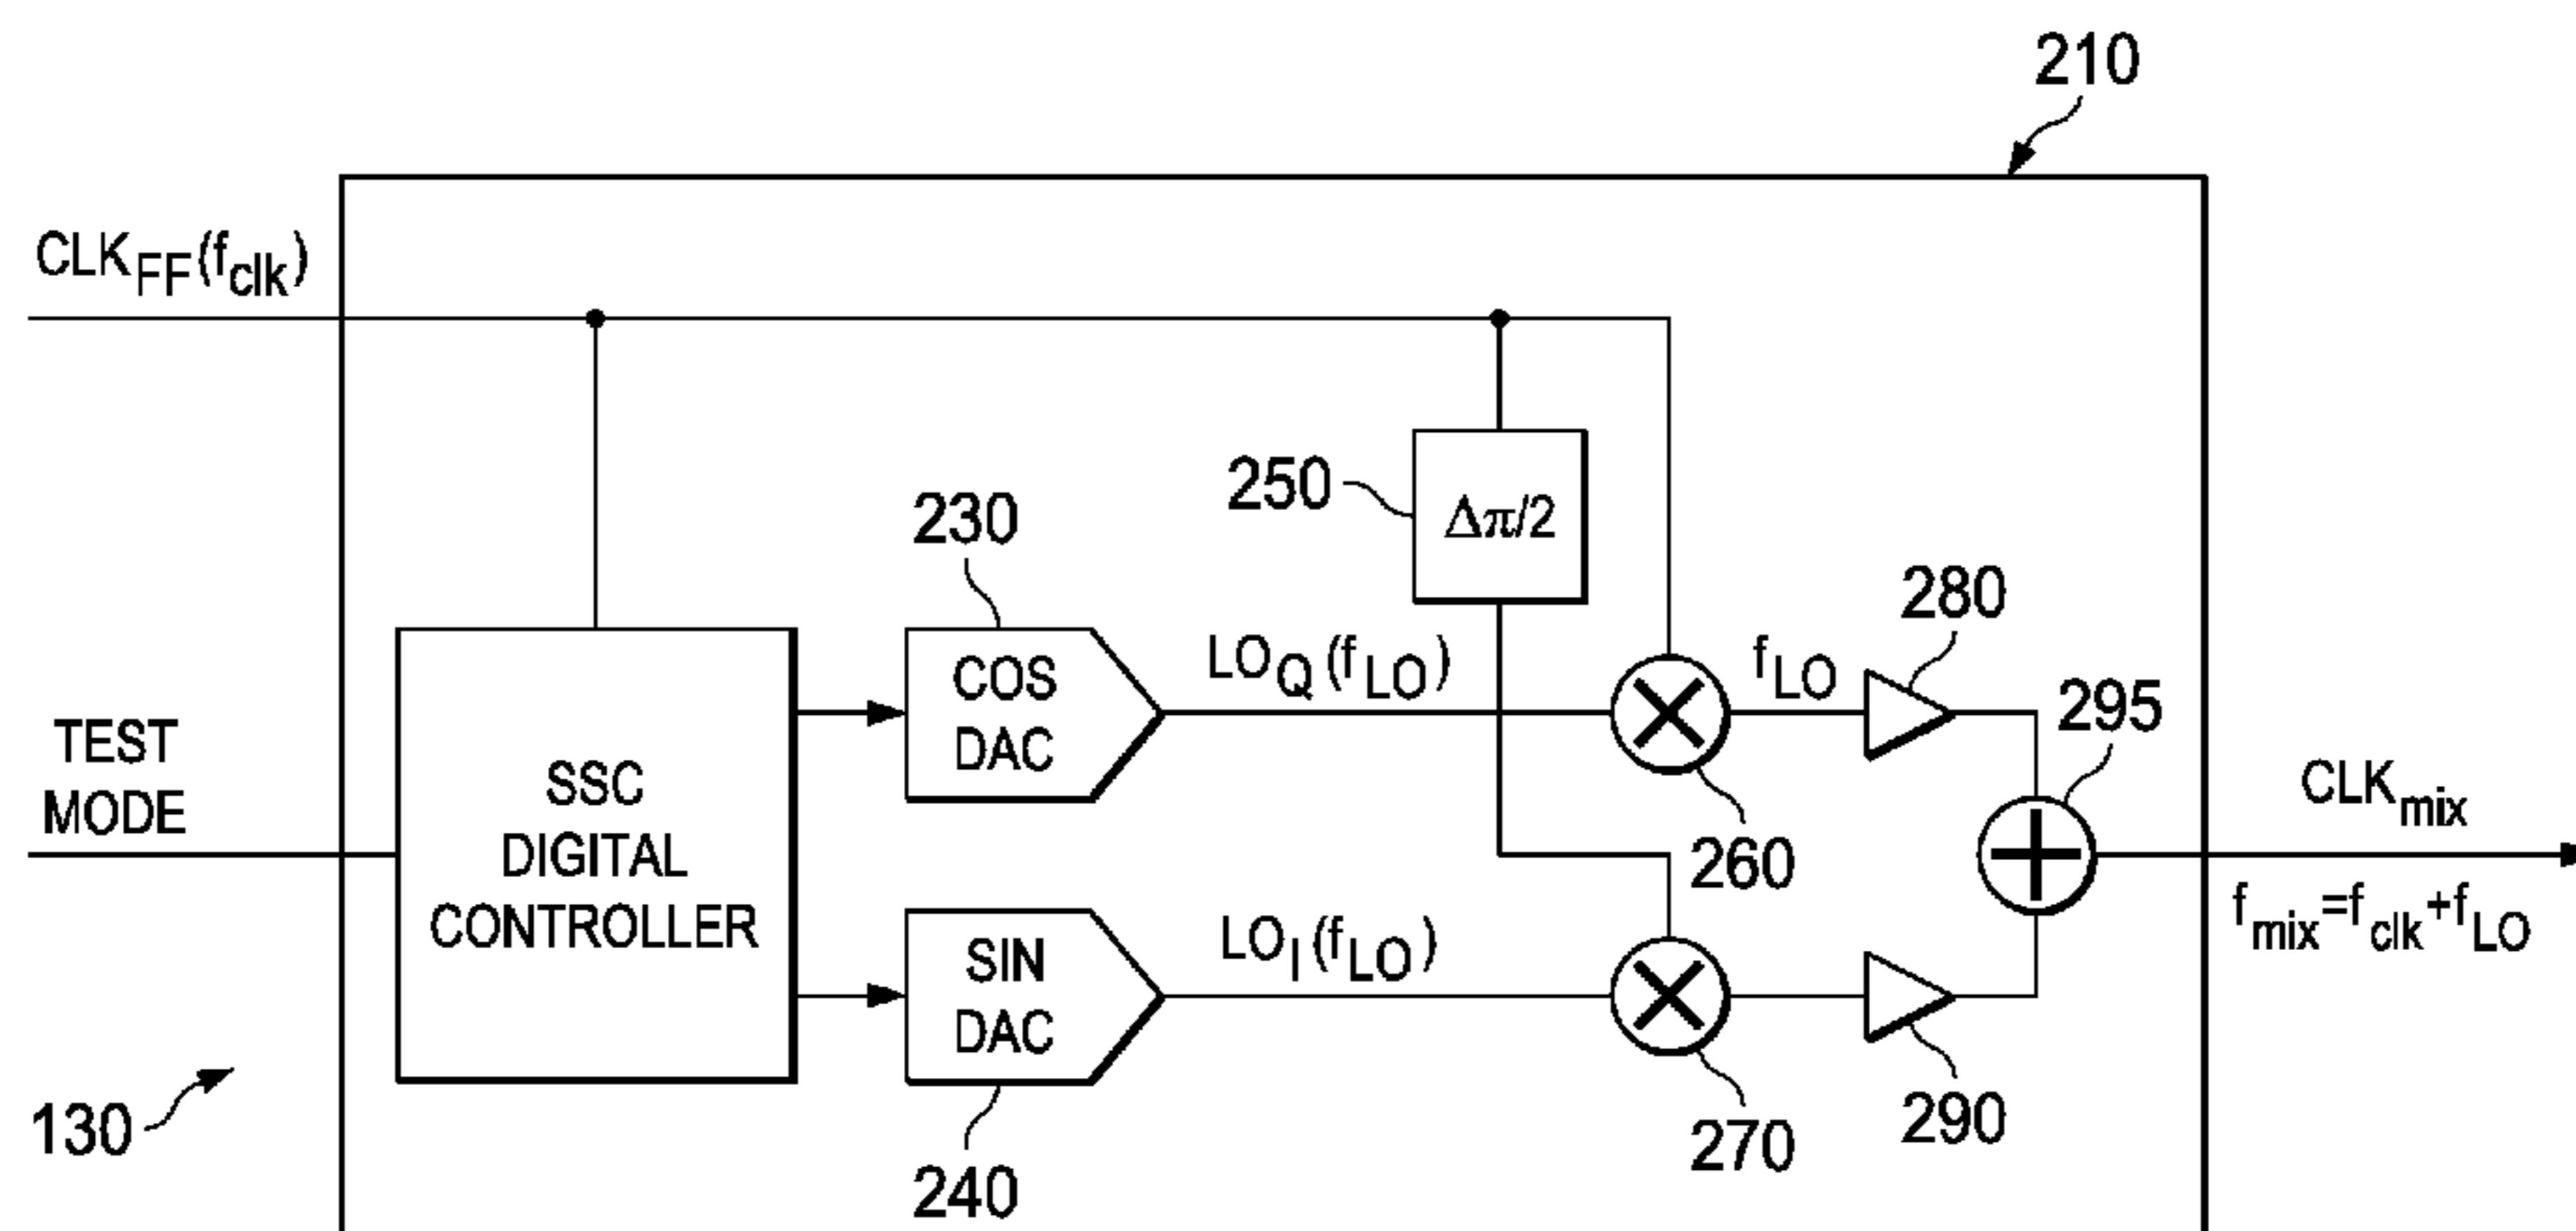 210
CLKFF(fclk)
250
Δπ/2
230
280
COS
DAC
LOQ(fLO)
fLO
295
TEST
MODE
SSC
DIGITAL
CONTROLLER
260
CLKmix
fmix=fclk+fLO
SIN
DAC
LOI(fLO)
130
240
270
290